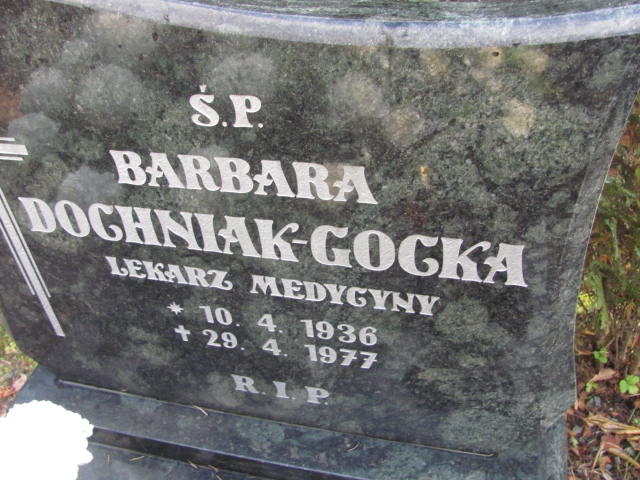 Ś.P.
BARBARA
DOCHNIAK-GOCKA
LEKARZ MEDYCYNY
* 10. 4. 1936
✝ 29. 4. 1977
R.I.P.